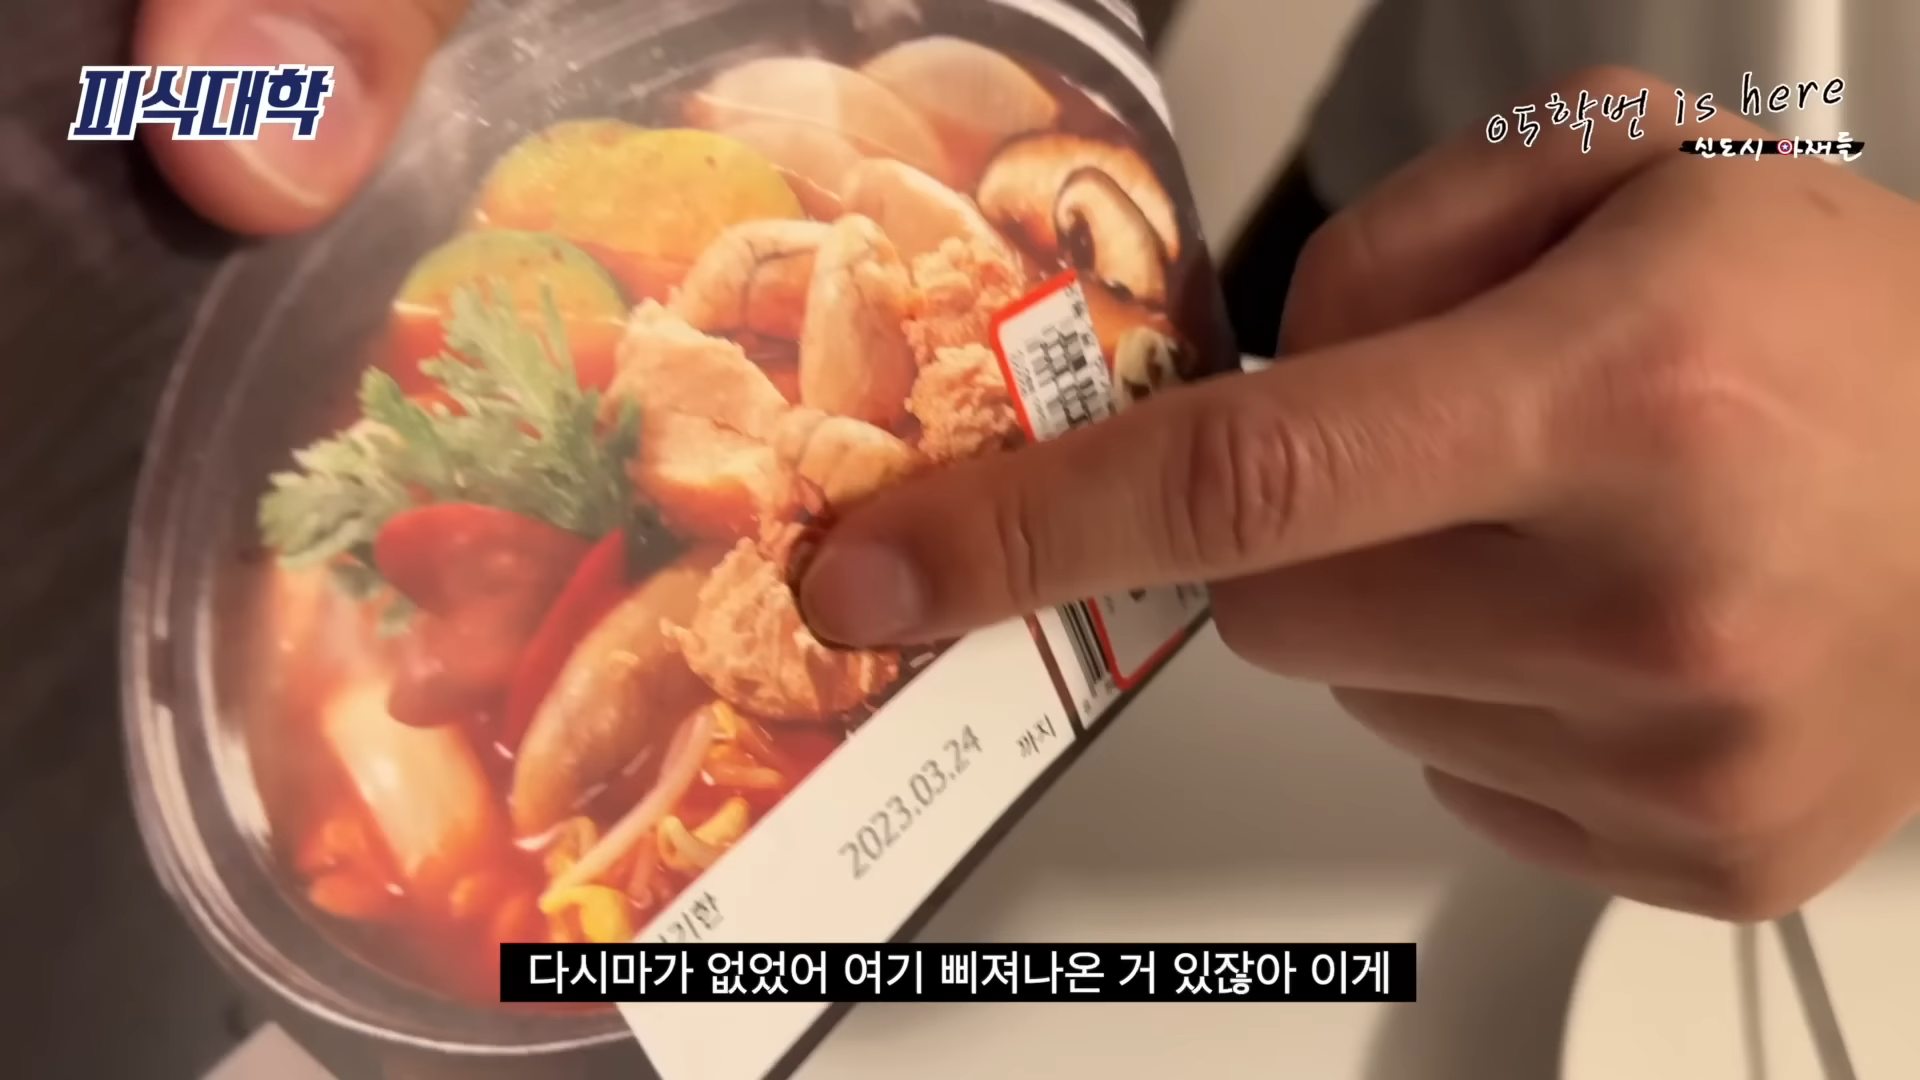 피식대학
05학번 is here
신도시 아재들
2023.03.24
까지
기한
다시마가 없었어 여기 삐져나온 거 있잖아 이게